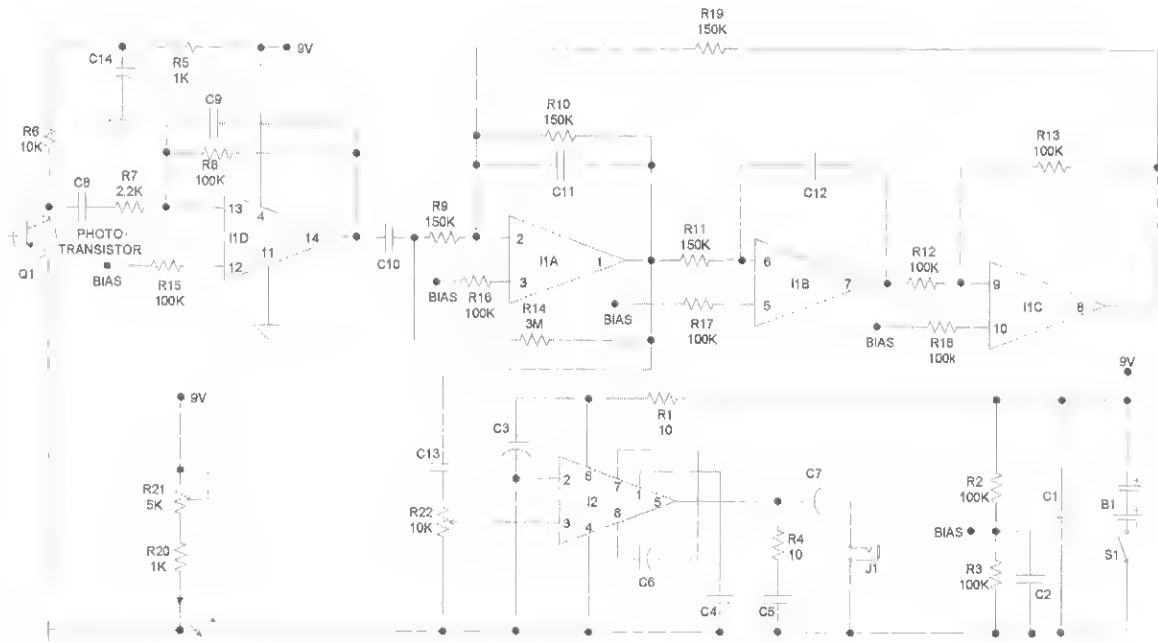 R19
150K
9V
C14
R5
1K
C9
R10
150K
R6
10K
R8
100K
4
C11
R13
100K
C12
C8
R7
2.2K
13
I1D
14
12
11
PHOTO-
TRANSISTOR
Q1
BIAS
R15
100K
C10
R9
150K
2
I1A
1
3
BIAS
R16
100K
R14
3M
R11
150K
6
I1B
7
5
BIAS
R17
100K
R12
100K
9
I1C
8
10
BIAS
R18
100k
9V
9V
R21
5K
R20
1K
C13
R22
10K
C3
R1
10
2
6
7
1
I2
5
3
4
8
C6
C4
C7
R4
10
C5
J1
R2
100K
BIAS
R3
100K
C2
C1
+
B1
+
S1